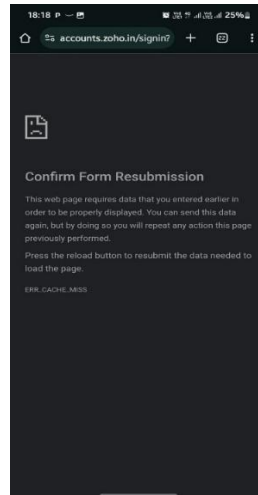 18:18 P
25%
accounts.zoho.in/signin?
Confirm Form Resubmission
This web page requires data that you entered earlier in
order to be properly displayed. You can send this data
again, but by doing so you will repeat any action this page
previously performed.
Press the reload button to resubmit the data needed to
load the page.
ERR_CACHE_MISS